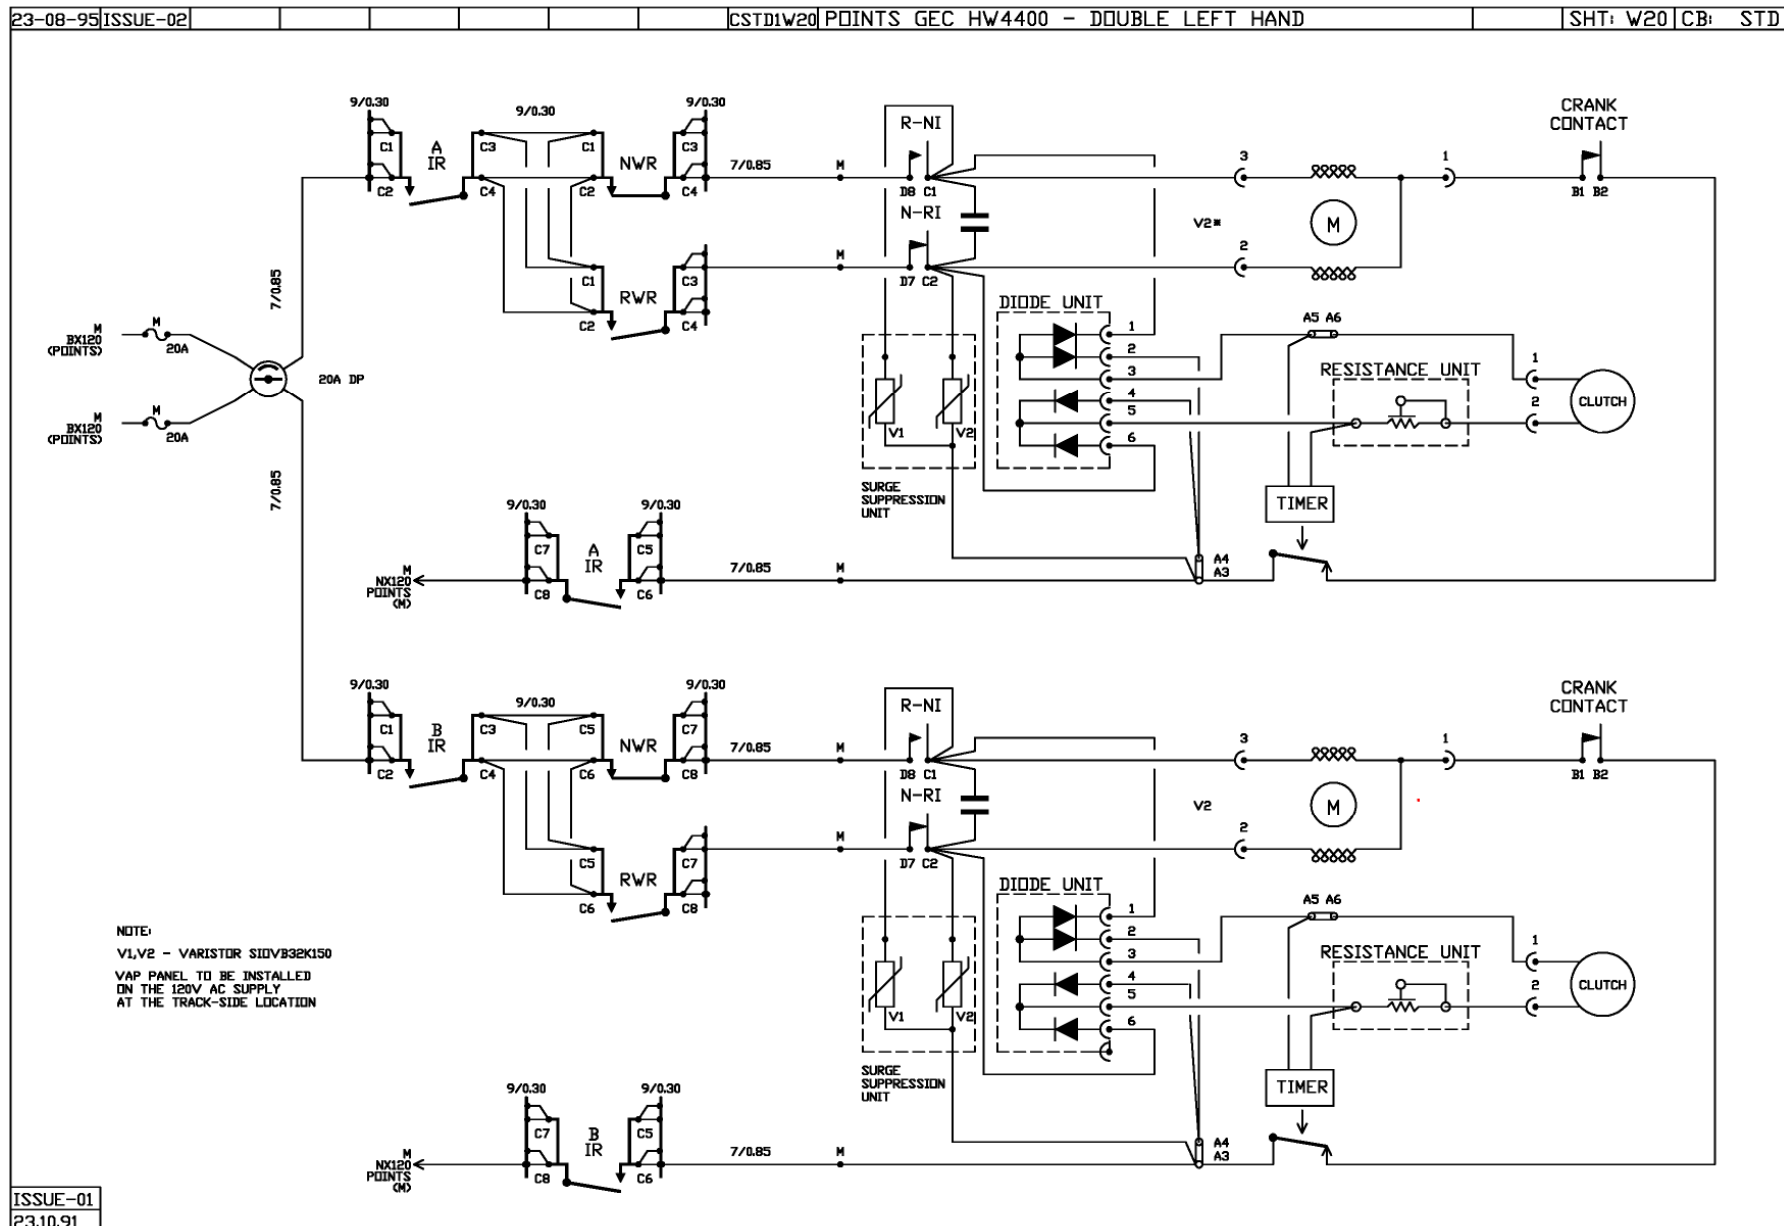 23-08-95 ISSUE-02 CSTD1W20 POINTS GEC HW4400 - DOUBLE LEFT HAND SHT: W20 CB: STD
9/0.30
9/0.30
9/0.30
A
IR
NWR
C1
C3
C1
C3
C2
C4
C2
C4
7/0.85
M
R-NI
D8 C1
N-RI
3
1
CRANK
CONTACT
B1 B2
V2*
M
C1
C3
RWR
C2
C4
M
D7 C2
2
7/0.85
M
BX120
(POINTS)
M
20A
20A DP
M
BX120
(POINTS)
M
20A
7/0.85
DIODE UNIT
1
2
3
4
5
6
V1
V2
SURGE
SUPPRESSION
UNIT
A5 A6
RESISTANCE UNIT
1
2
CLUTCH
TIMER
9/0.30
9/0.30
A
IR
C7
C5
C8
C6
M
NX120
POINTS
(M)
7/0.85
M
A4
A3
9/0.30
9/0.30
9/0.30
B
IR
NWR
C1
C3
C5
C7
C2
C4
C6
C8
7/0.85
M
R-NI
D8 C1
N-RI
3
1
CRANK
CONTACT
B1 B2
V2
M
C5
C7
RWR
C6
C8
M
D7 C2
2
DIODE UNIT
1
2
3
4
5
6
V1
V2
SURGE
SUPPRESSION
UNIT
A5 A6
RESISTANCE UNIT
1
2
CLUTCH
TIMER
NOTE:
V1,V2 - VARISTOR SIOVB32K150
VAP PANEL TO BE INSTALLED
ON THE 120V AC SUPPLY
AT THE TRACK-SIDE LOCATION
9/0.30
9/0.30
B
IR
C7
C5
C8
C6
M
NX120
POINTS
(M)
7/0.85
M
A4
A3
ISSUE-01
23.10.91